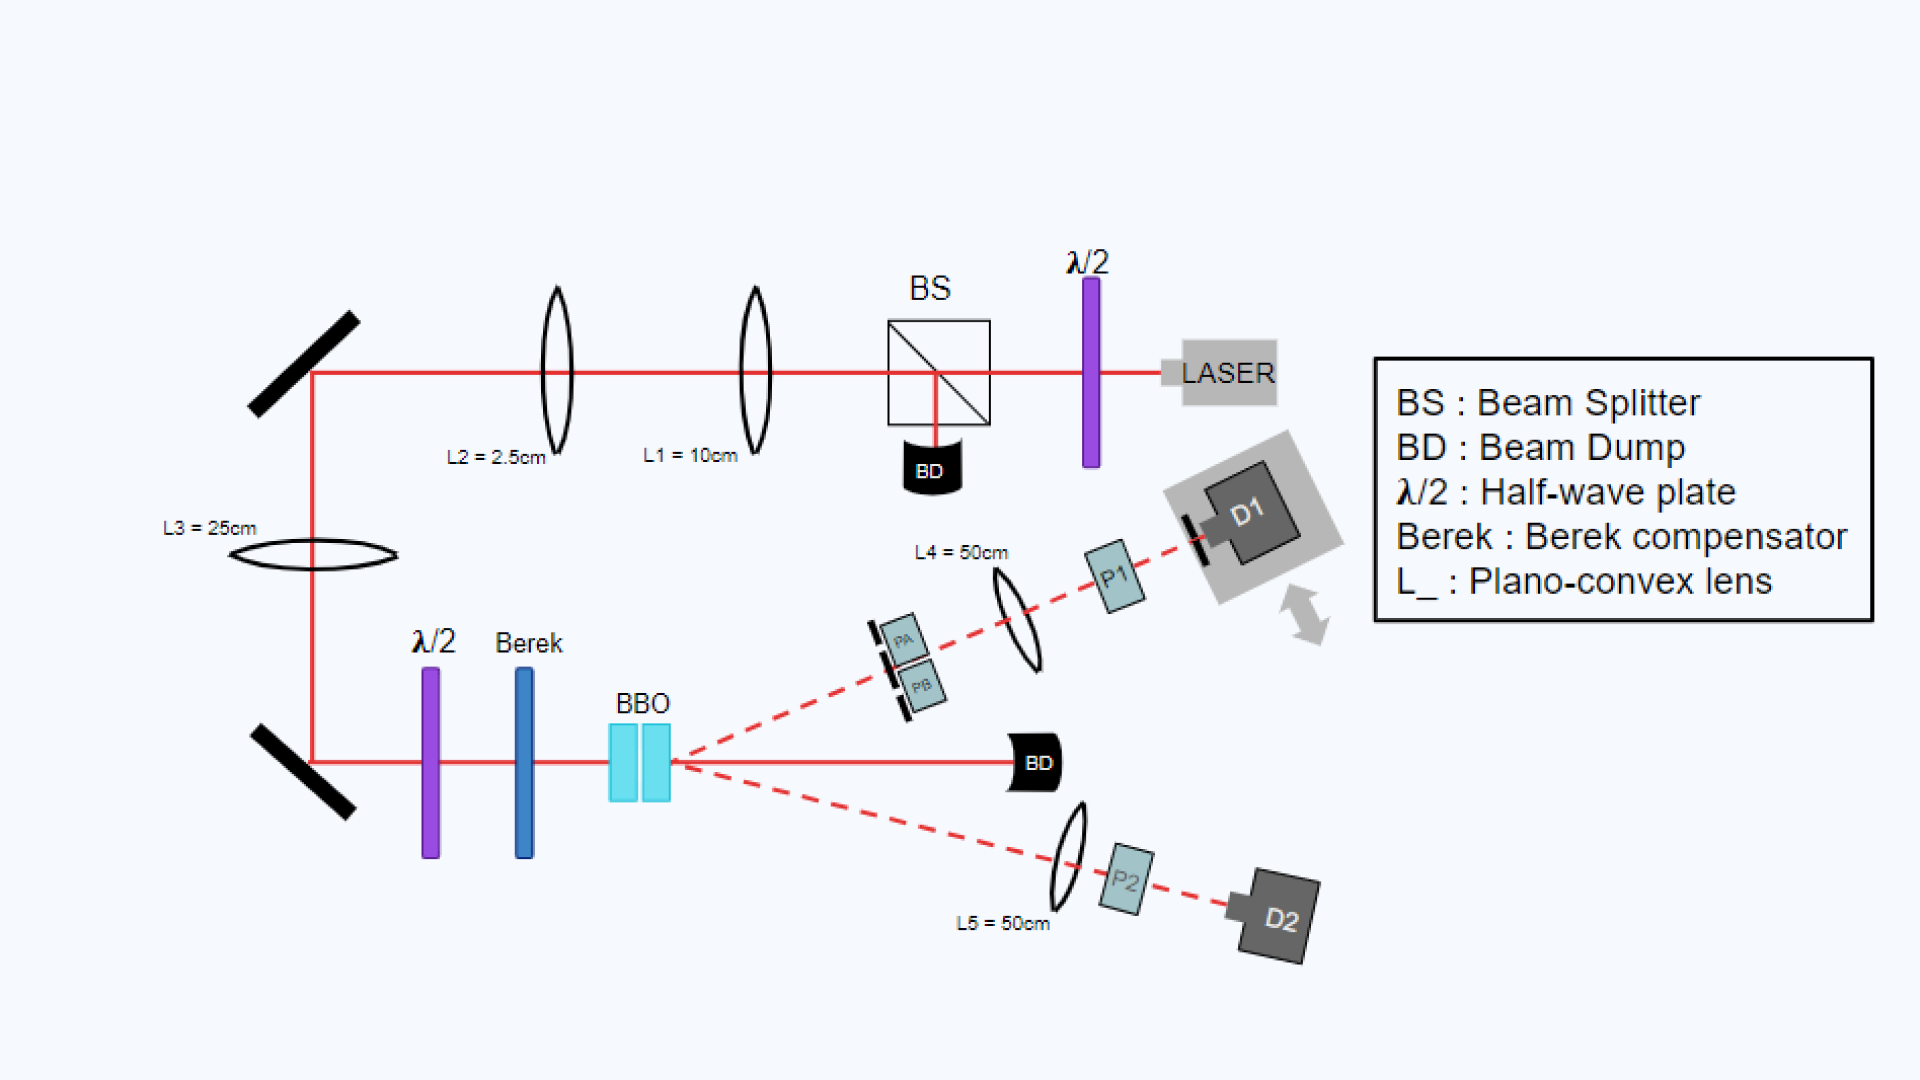 λ/2
BS
LASER
L2 = 2.5cm
L1 = 10cm
BD
BS : Beam Splitter
BD : Beam Dump
λ/2 : Half-wave plate
Berek : Berek compensator
L_ : Plano-convex lens
D1
L3 = 25cm
L4 = 50cm
P1
λ/2
Berek
PA
PB
BBO
BD
L5 = 50cm
P2
D2